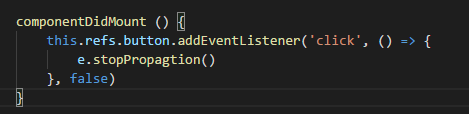 componentDidMount () {
this.refs.button.addEventListener('click', () => {
e.stopPropagtion()
}, false)
}